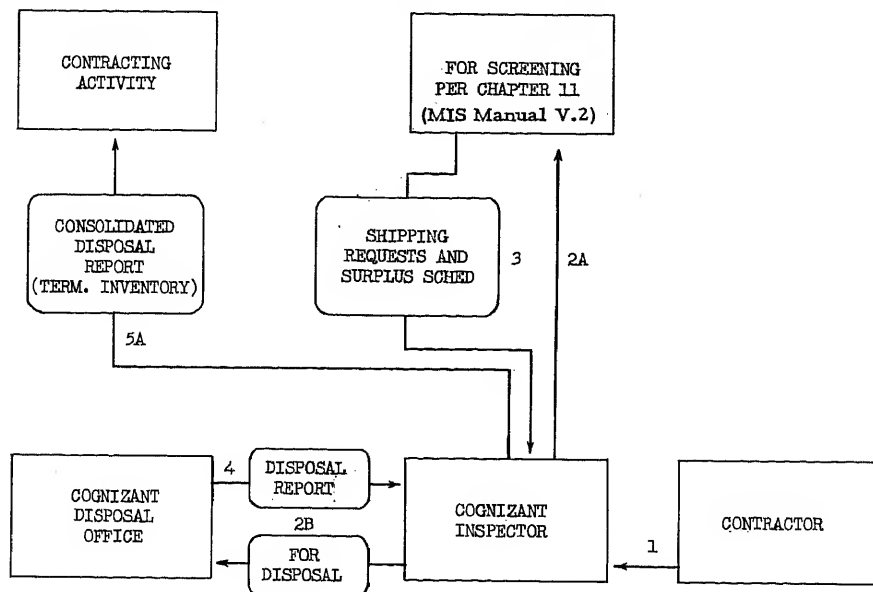 CONTRACTING
ACTIVITY
FOR SCREENING
PER CHAPTER 11
(MIS Manual V.2)
CONSOLIDATED
DISPOSAL
REPORT
(TERM. INVENTORY)
SHIPPING
REQUESTS AND
SURPLUS SCHED
3
2A
5A
4
DISPOSAL
REPORT
COGNIZANT
DISPOSAL
OFFICE
2B
FOR
DISPOSAL
COGNIZANT
INSPECTOR
1
CONTRACTOR